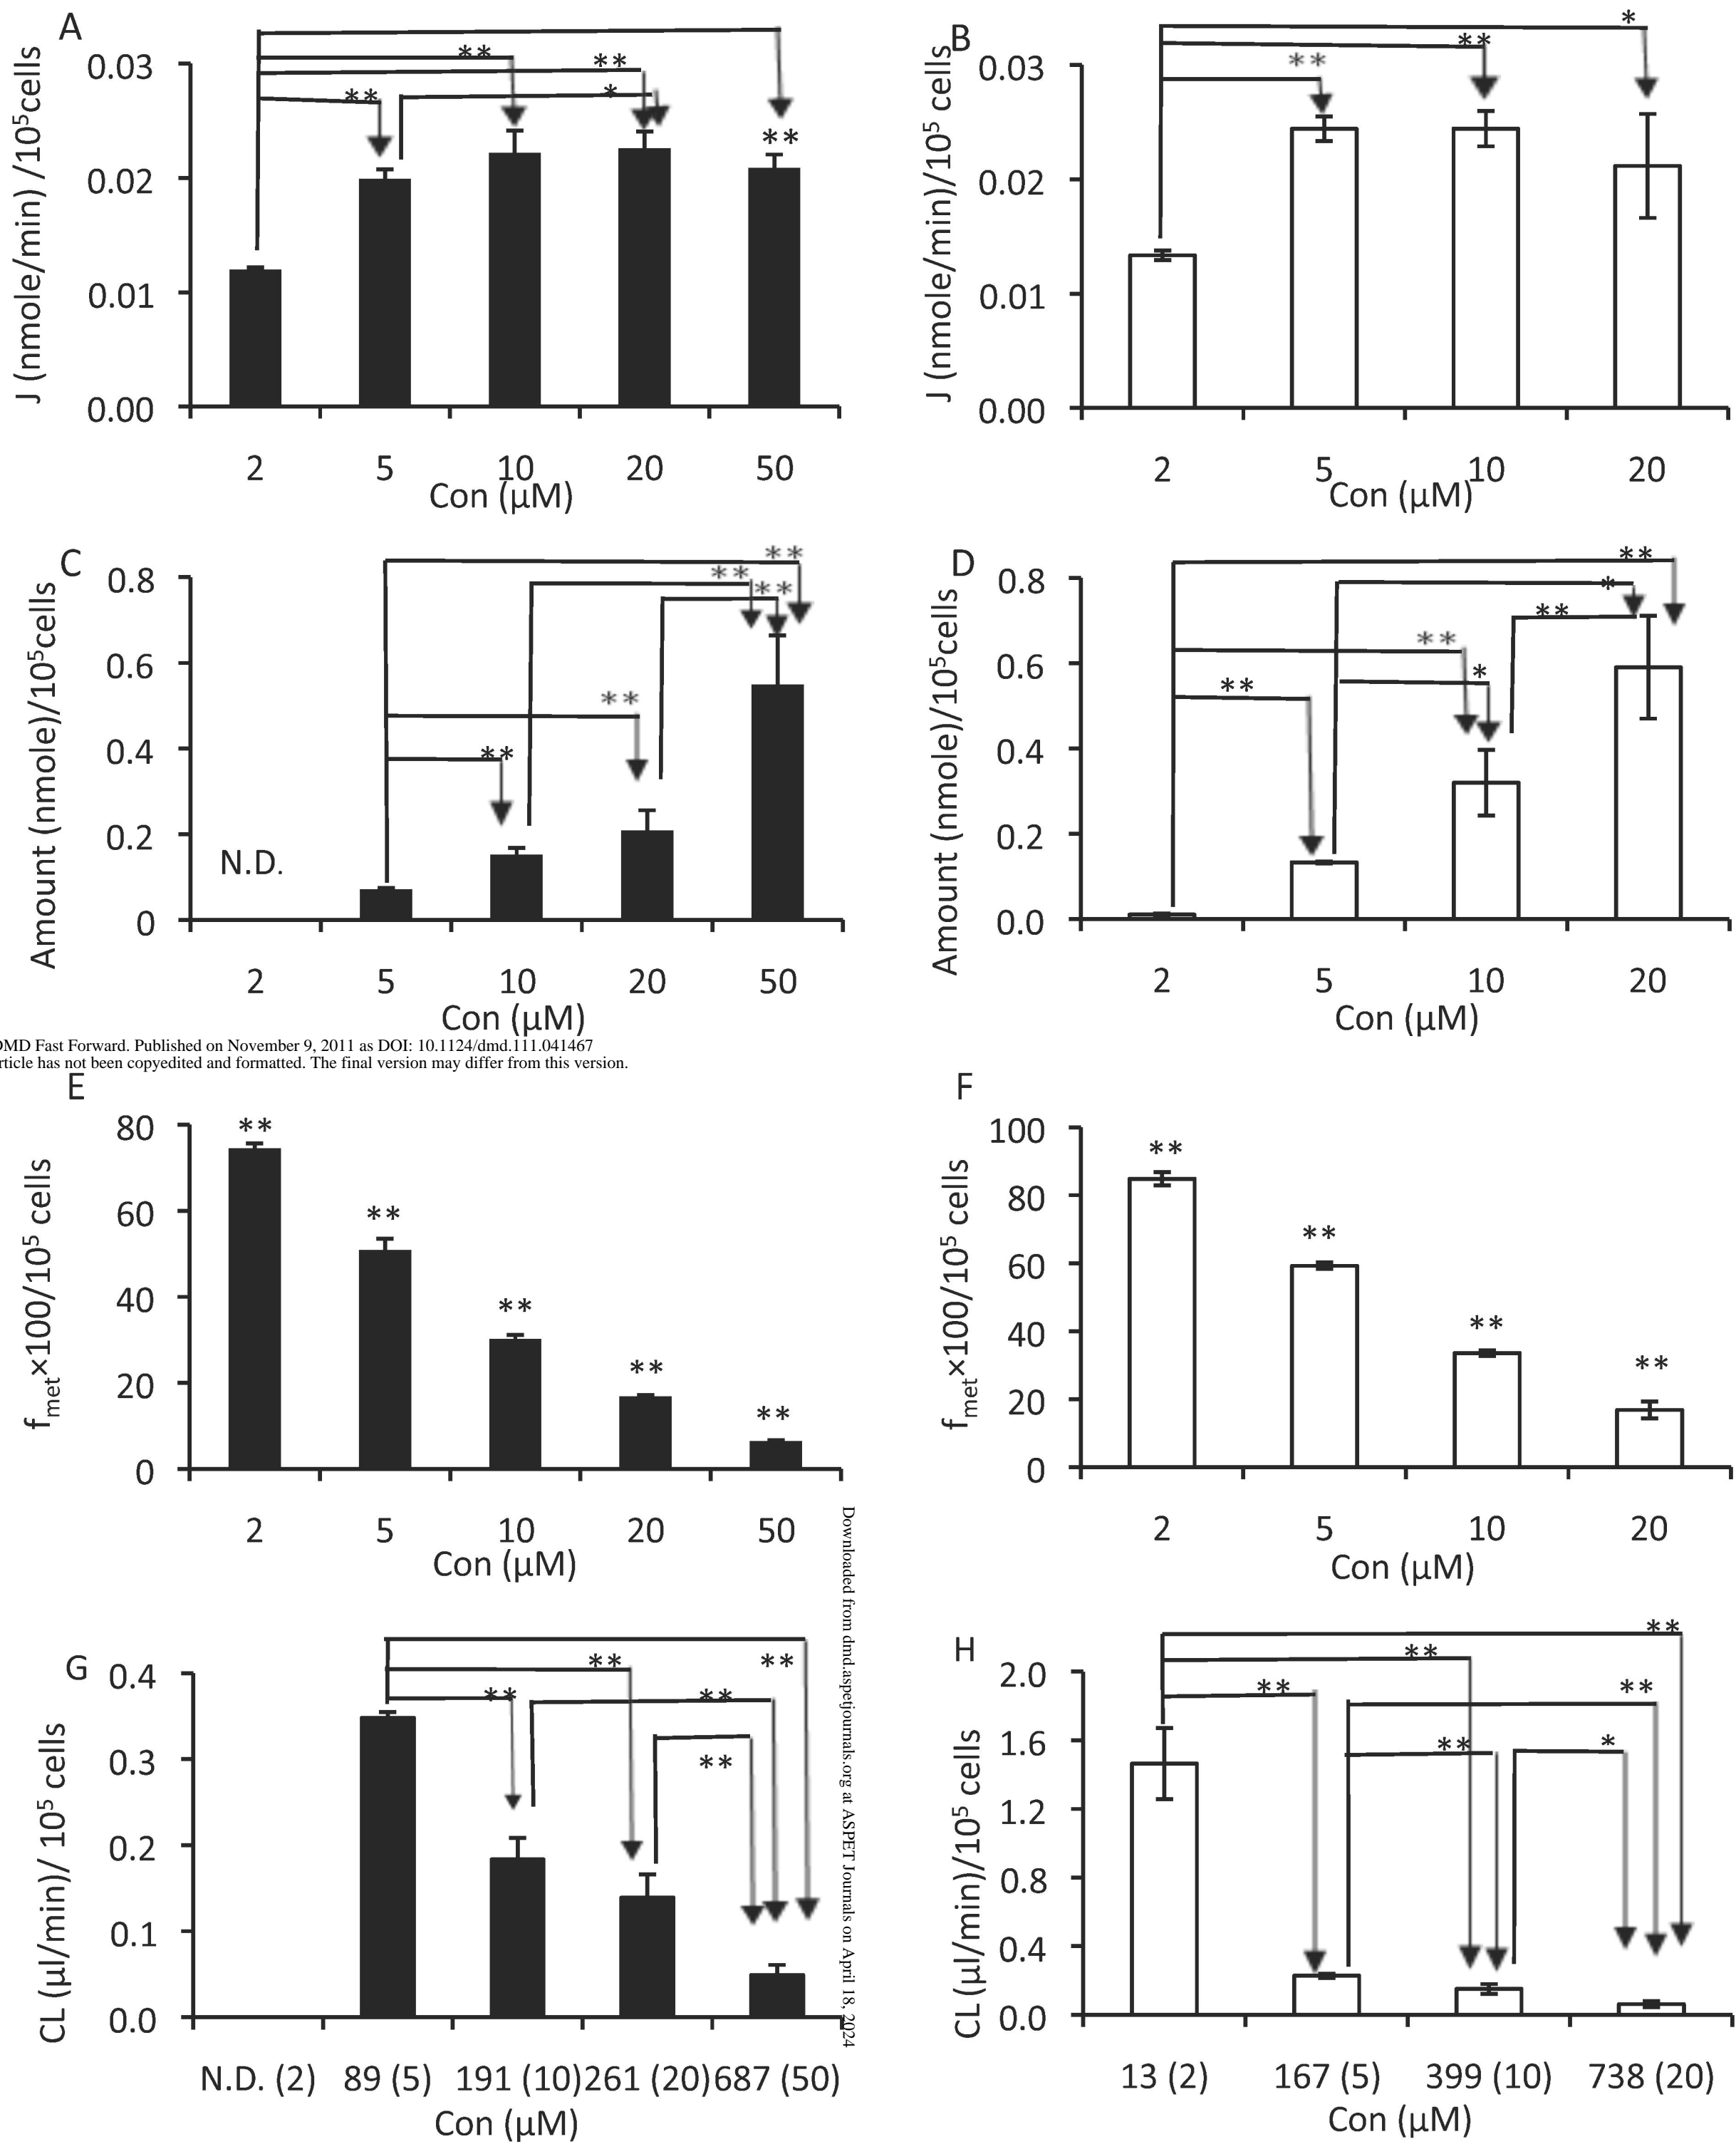 A
J (nmole/min) /10⁵cells
0.03
0.02
0.01
0.00
**
**
**
*
**
2 5 10 20 50
Con (µM)
B
J (nmole/min)/10⁵ cells
0.03
0.02
0.01
0.00
*
**
**
2 5 10 20
Con (µM)
C
Amount (nmole)/10⁵cells
0.8
0.6
0.4
0.2
0
N.D.
**
**
**
**
**
2 5 10 20 50
Con (µM)
D
Amount (nmole)/10⁵cells
0.8
0.6
0.4
0.2
0.0
**
*
**
**
*
**
2 5 10 20
Con (µM)
DMD Fast Forward. Published on November 9, 2011 as DOI: 10.1124/dmd.111.041467
rticle has not been copyedited and formatted. The final version may differ from this version.
E
fmet×100/10⁵ cells
80
60
40
20
0
**
**
**
**
**
2 5 10 20 50
Con (µM)
F
fmet×100/10⁵ cells
100
80
60
40
20
0
**
**
**
**
2 5 10 20
Con (µM)
Downloaded from dmd.aspetjournals.org at ASPET Journals on April 18, 2024
G
CL (µl/min)/ 10⁵ cells
0.4
0.3
0.2
0.1
0.0
**
**
**
**
**
N.D. (2) 89 (5) 191 (10) 261 (20) 687 (50)
Con (µM)
H
CL (µl/min)/10⁵ cells
2.0
1.6
1.2
0.8
0.4
0.0
**
**
**
**
**
*
13 (2) 167 (5) 399 (10) 738 (20)
Con (µM)